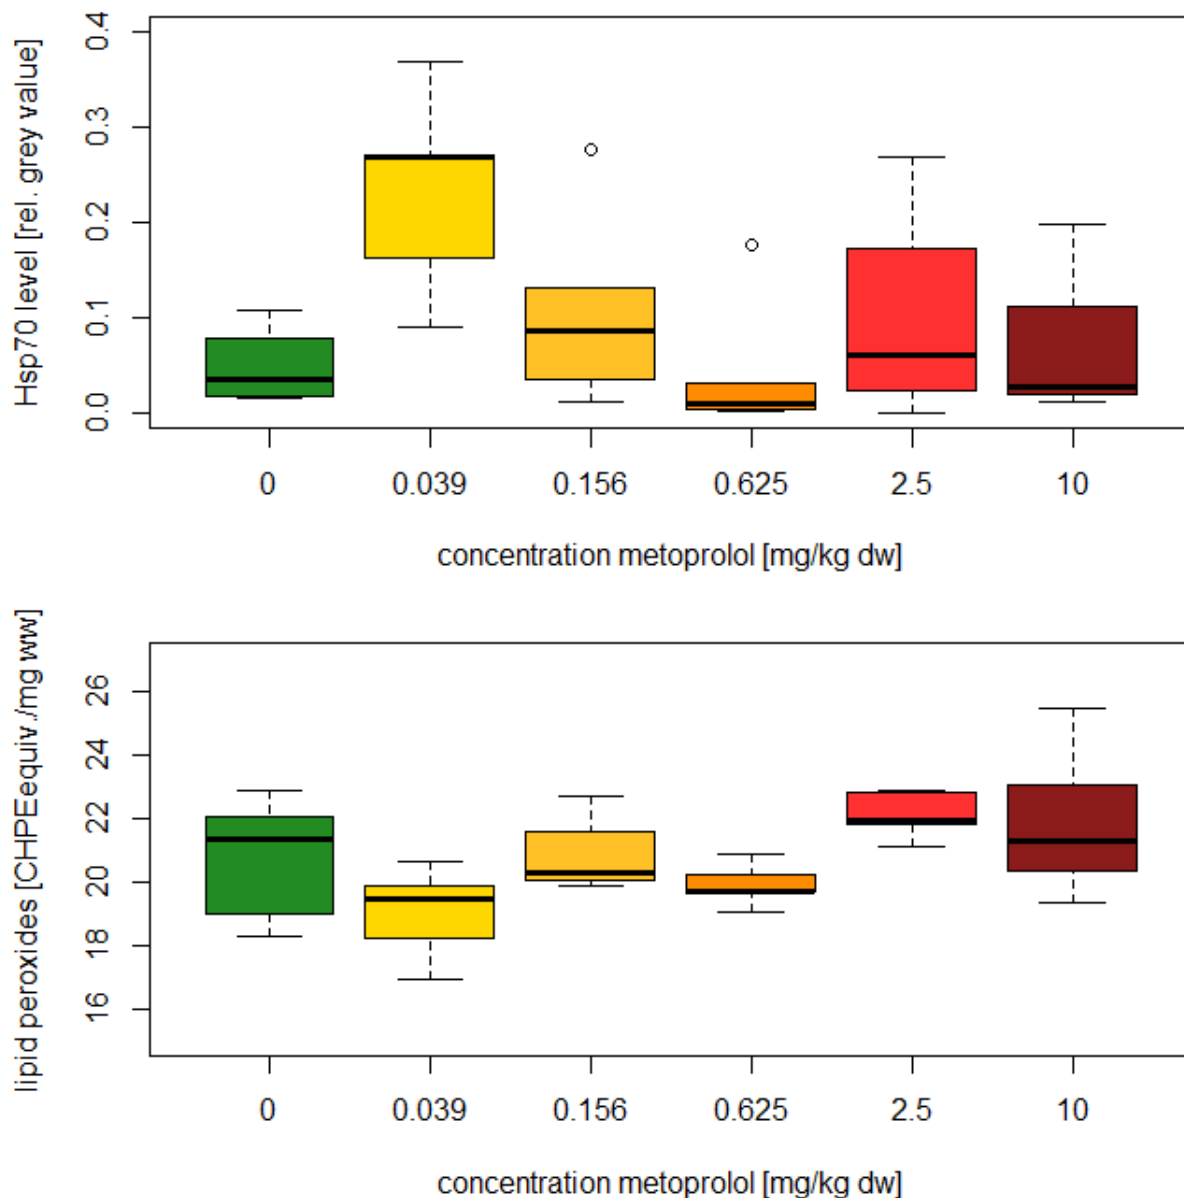 Hsp70 level [rel. grey value]
0.4
0.3
0.2
0.1
0.0
0 0.039 0.156 0.625 2.5 10
concentration metoprolol [mg/kg dw]
lipid peroxides [CHPEequiv./mg ww]
26
24
22
20
18
16
0 0.039 0.156 0.625 2.5 10
concentration metoprolol [mg/kg dw]